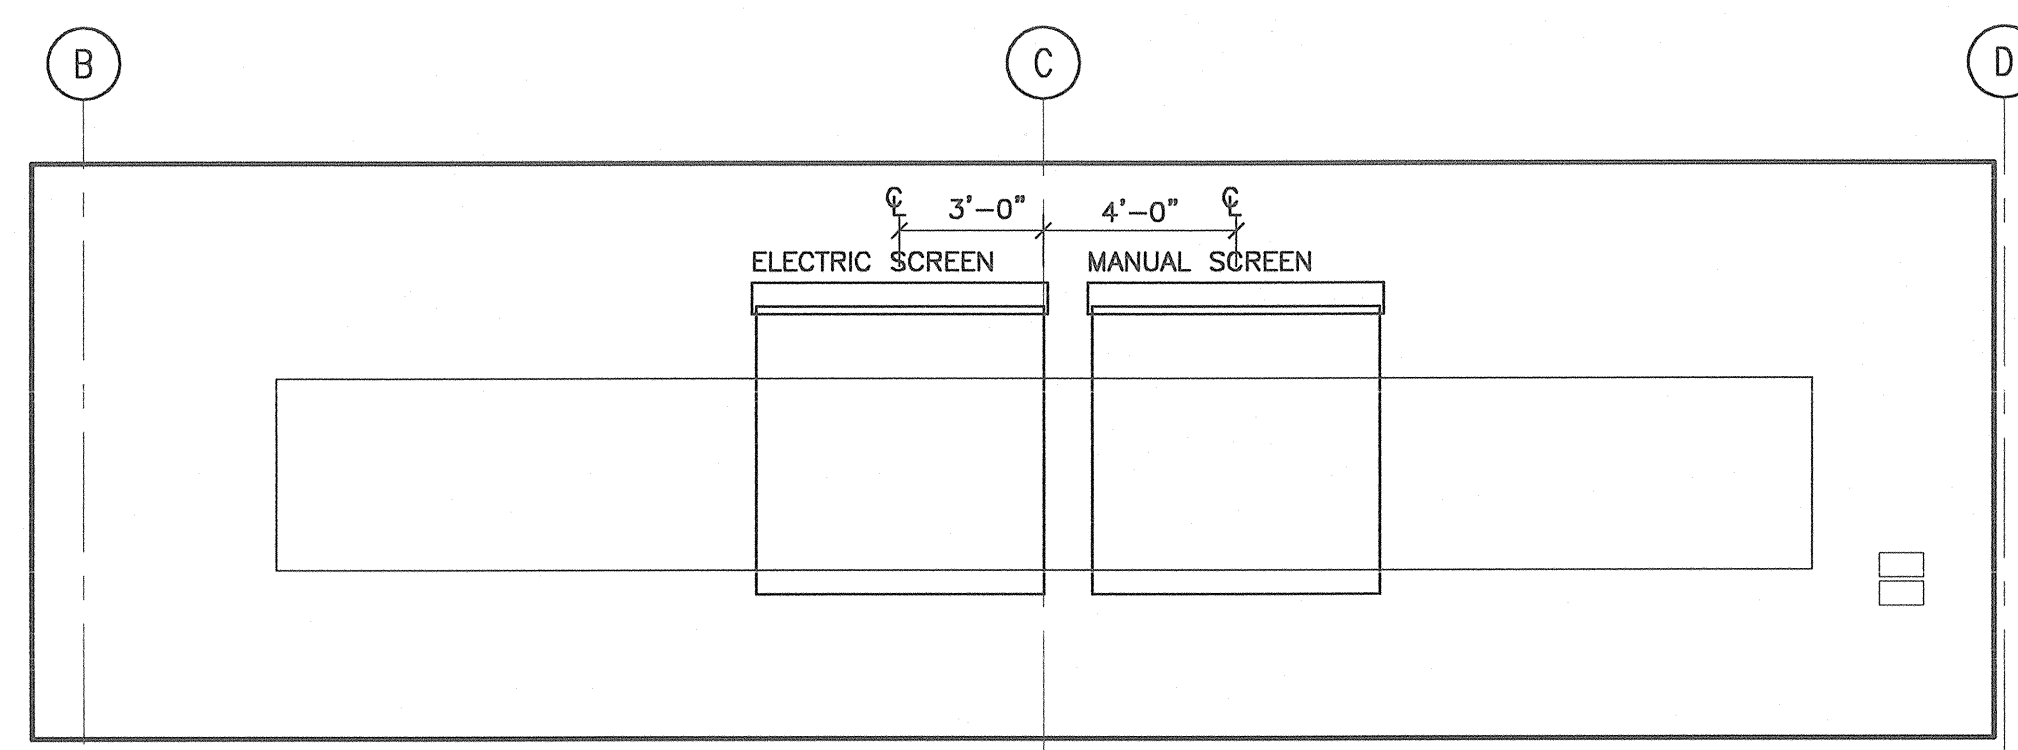 B C D
℄ 3'-0" 4'-0" ℄
ELECTRIC SCREEN MANUAL SCREEN